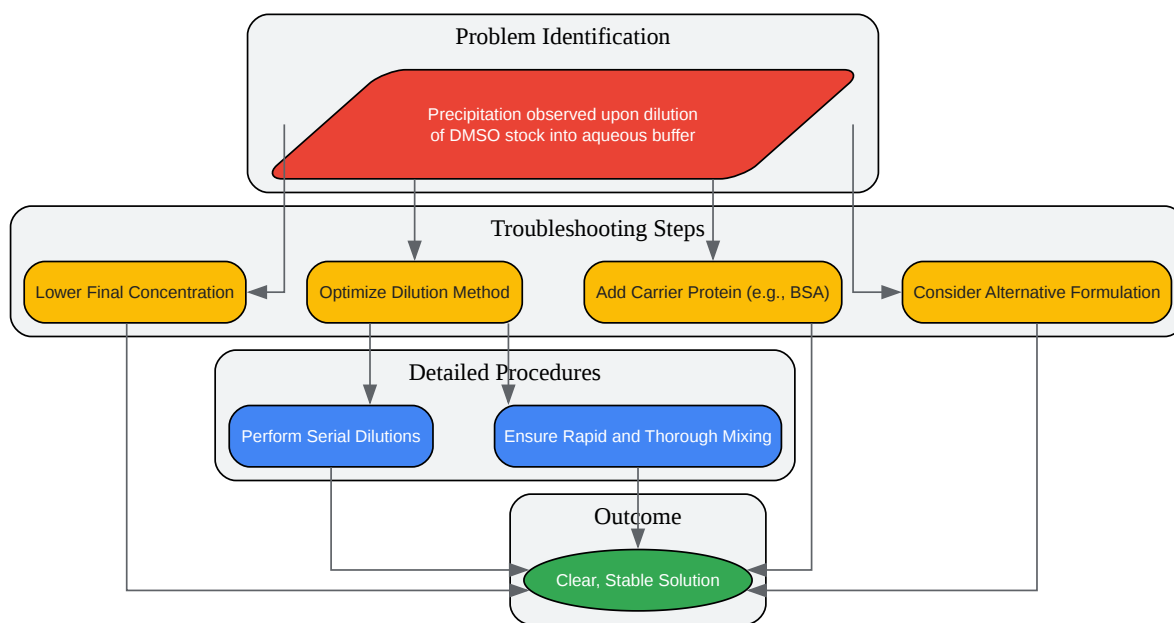 Problem Identification
Precipitation observed upon dilution
of DMSO stock into aqueous buffer
Troubleshooting Steps
Lower Final Concentration
Optimize Dilution Method
Add Carrier Protein (e.g., BSA)
Consider Alternative Formulation
Detailed Procedures
Perform Serial Dilutions
Ensure Rapid and Thorough Mixing
Outcome
Clear, Stable Solution